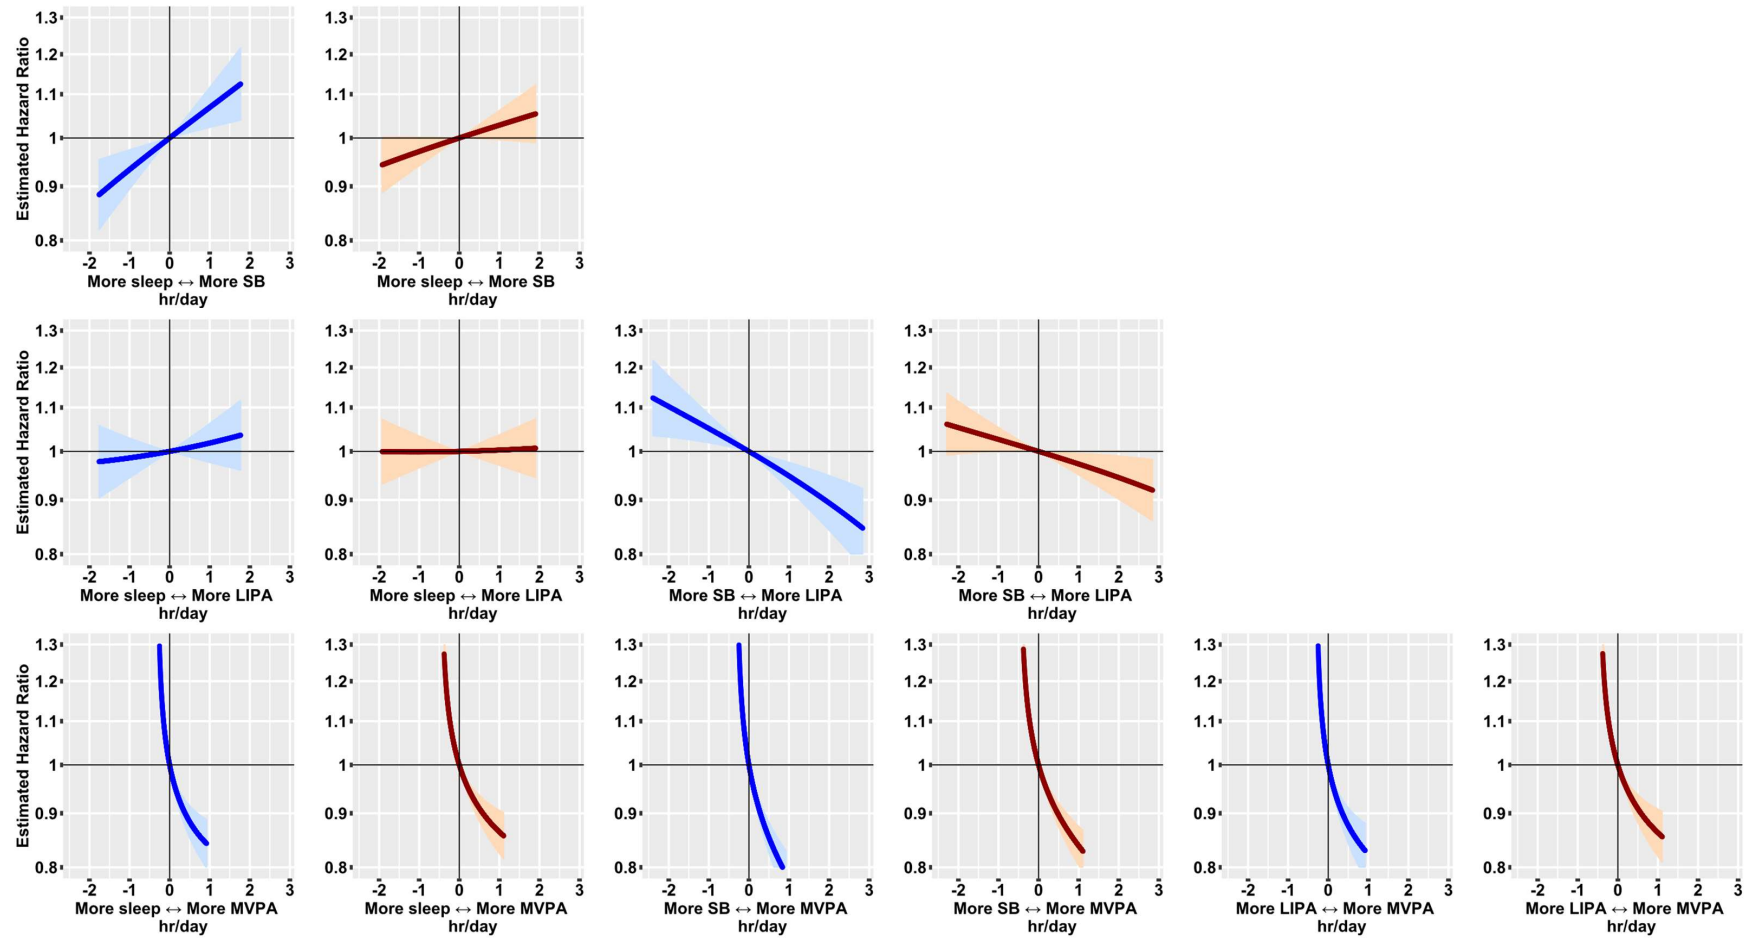 Estimated Hazard Ratio
1.3
1.2
1.1
1
0.9
0.8
-2 -1 0 1 2 3
More sleep ↔ More SB
hr/day
1.3
1.2
1.1
1
0.9
0.8
-2 -1 0 1 2 3
More sleep ↔ More SB
hr/day
Estimated Hazard Ratio
1.3
1.2
1.1
1
0.9
0.8
-2 -1 0 1 2 3
More sleep ↔ More LIPA
hr/day
1.3
1.2
1.1
1
0.9
0.8
-2 -1 0 1 2 3
More sleep ↔ More LIPA
hr/day
1.3
1.2
1.1
1
0.9
0.8
-2 -1 0 1 2 3
More SB ↔ More LIPA
hr/day
1.3
1.2
1.1
1
0.9
0.8
-2 -1 0 1 2 3
More SB ↔ More LIPA
hr/day
Estimated Hazard Ratio
1.3
1.2
1.1
1
0.9
0.8
-2 -1 0 1 2 3
More sleep ↔ More MVPA
hr/day
1.3
1.2
1.1
1
0.9
0.8
-2 -1 0 1 2 3
More sleep ↔ More MVPA
hr/day
1.3
1.2
1.1
1
0.9
0.8
-2 -1 0 1 2 3
More SB ↔ More MVPA
hr/day
1.3
1.2
1.1
1
0.9
0.8
-2 -1 0 1 2 3
More SB ↔ More MVPA
hr/day
1.3
1.2
1.1
1
0.9
0.8
-2 -1 0 1 2 3
More LIPA ↔ More MVPA
hr/day
1.3
1.2
1.1
1
0.9
0.8
-2 -1 0 1 2 3
More LIPA ↔ More MVPA
hr/day